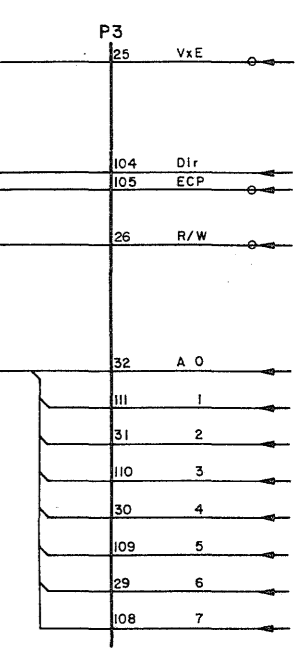 P3
25 VxE
104 Dir
105 ECP
26 R/W
32 A 0
111 1
31 2
110 3
30 4
109 5
29 6
108 7